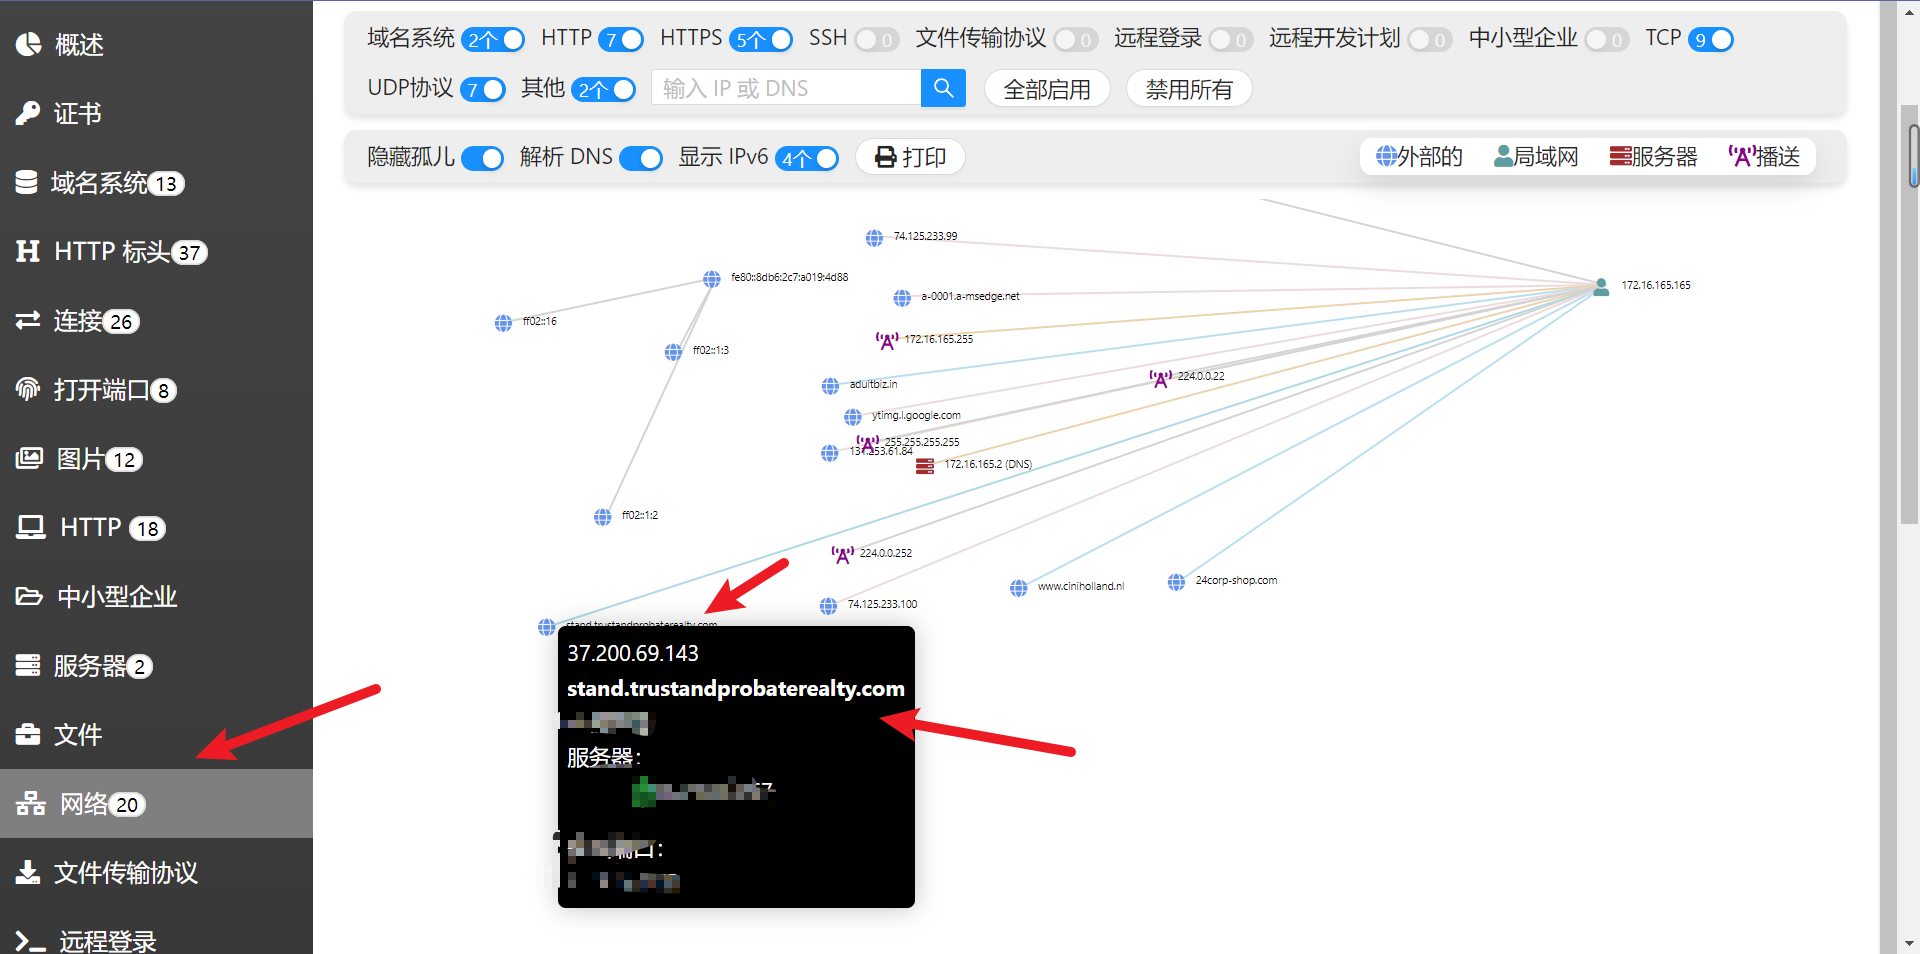 概述
证书
域名系统 13
HTTP 标头 37
连接 26
打开端口 8
图片 12
HTTP 18
中小型企业
服务器 2
文件
网络 20
文件传输协议
远程登录
域名系统 2个 HTTP 7 HTTPS 5个 SSH 0 文件传输协议 0 远程登录 0 远程开发计划 0 中小型企业 0 TCP 9
UDP协议 7 其他 2个 输入 IP 或 DNS 全部启用 禁用所有
隐藏孤儿 解析 DNS 显示 IPv6 4个 打印 外部的 局域网 服务器 播送
74.125.233.99
fe80::8db6:2c7:a019:4d88
172.16.165.165
a-0001.a-msedge.net
ff02::16
172.16.165.255
ff02::1:3
224.0.0.22
adultbiz.in
ytimg.l.google.com
255.255.255.255
131.253.61.84
172.16.165.2 (DNS)
ff02::1:2
224.0.0.252
24corp-shop.com
www.ciniholland.nl
74.125.233.100
stand.trustandprobaterealty.com
37.200.69.143
stand.trustandprobaterealty.com
服务器：
端口：